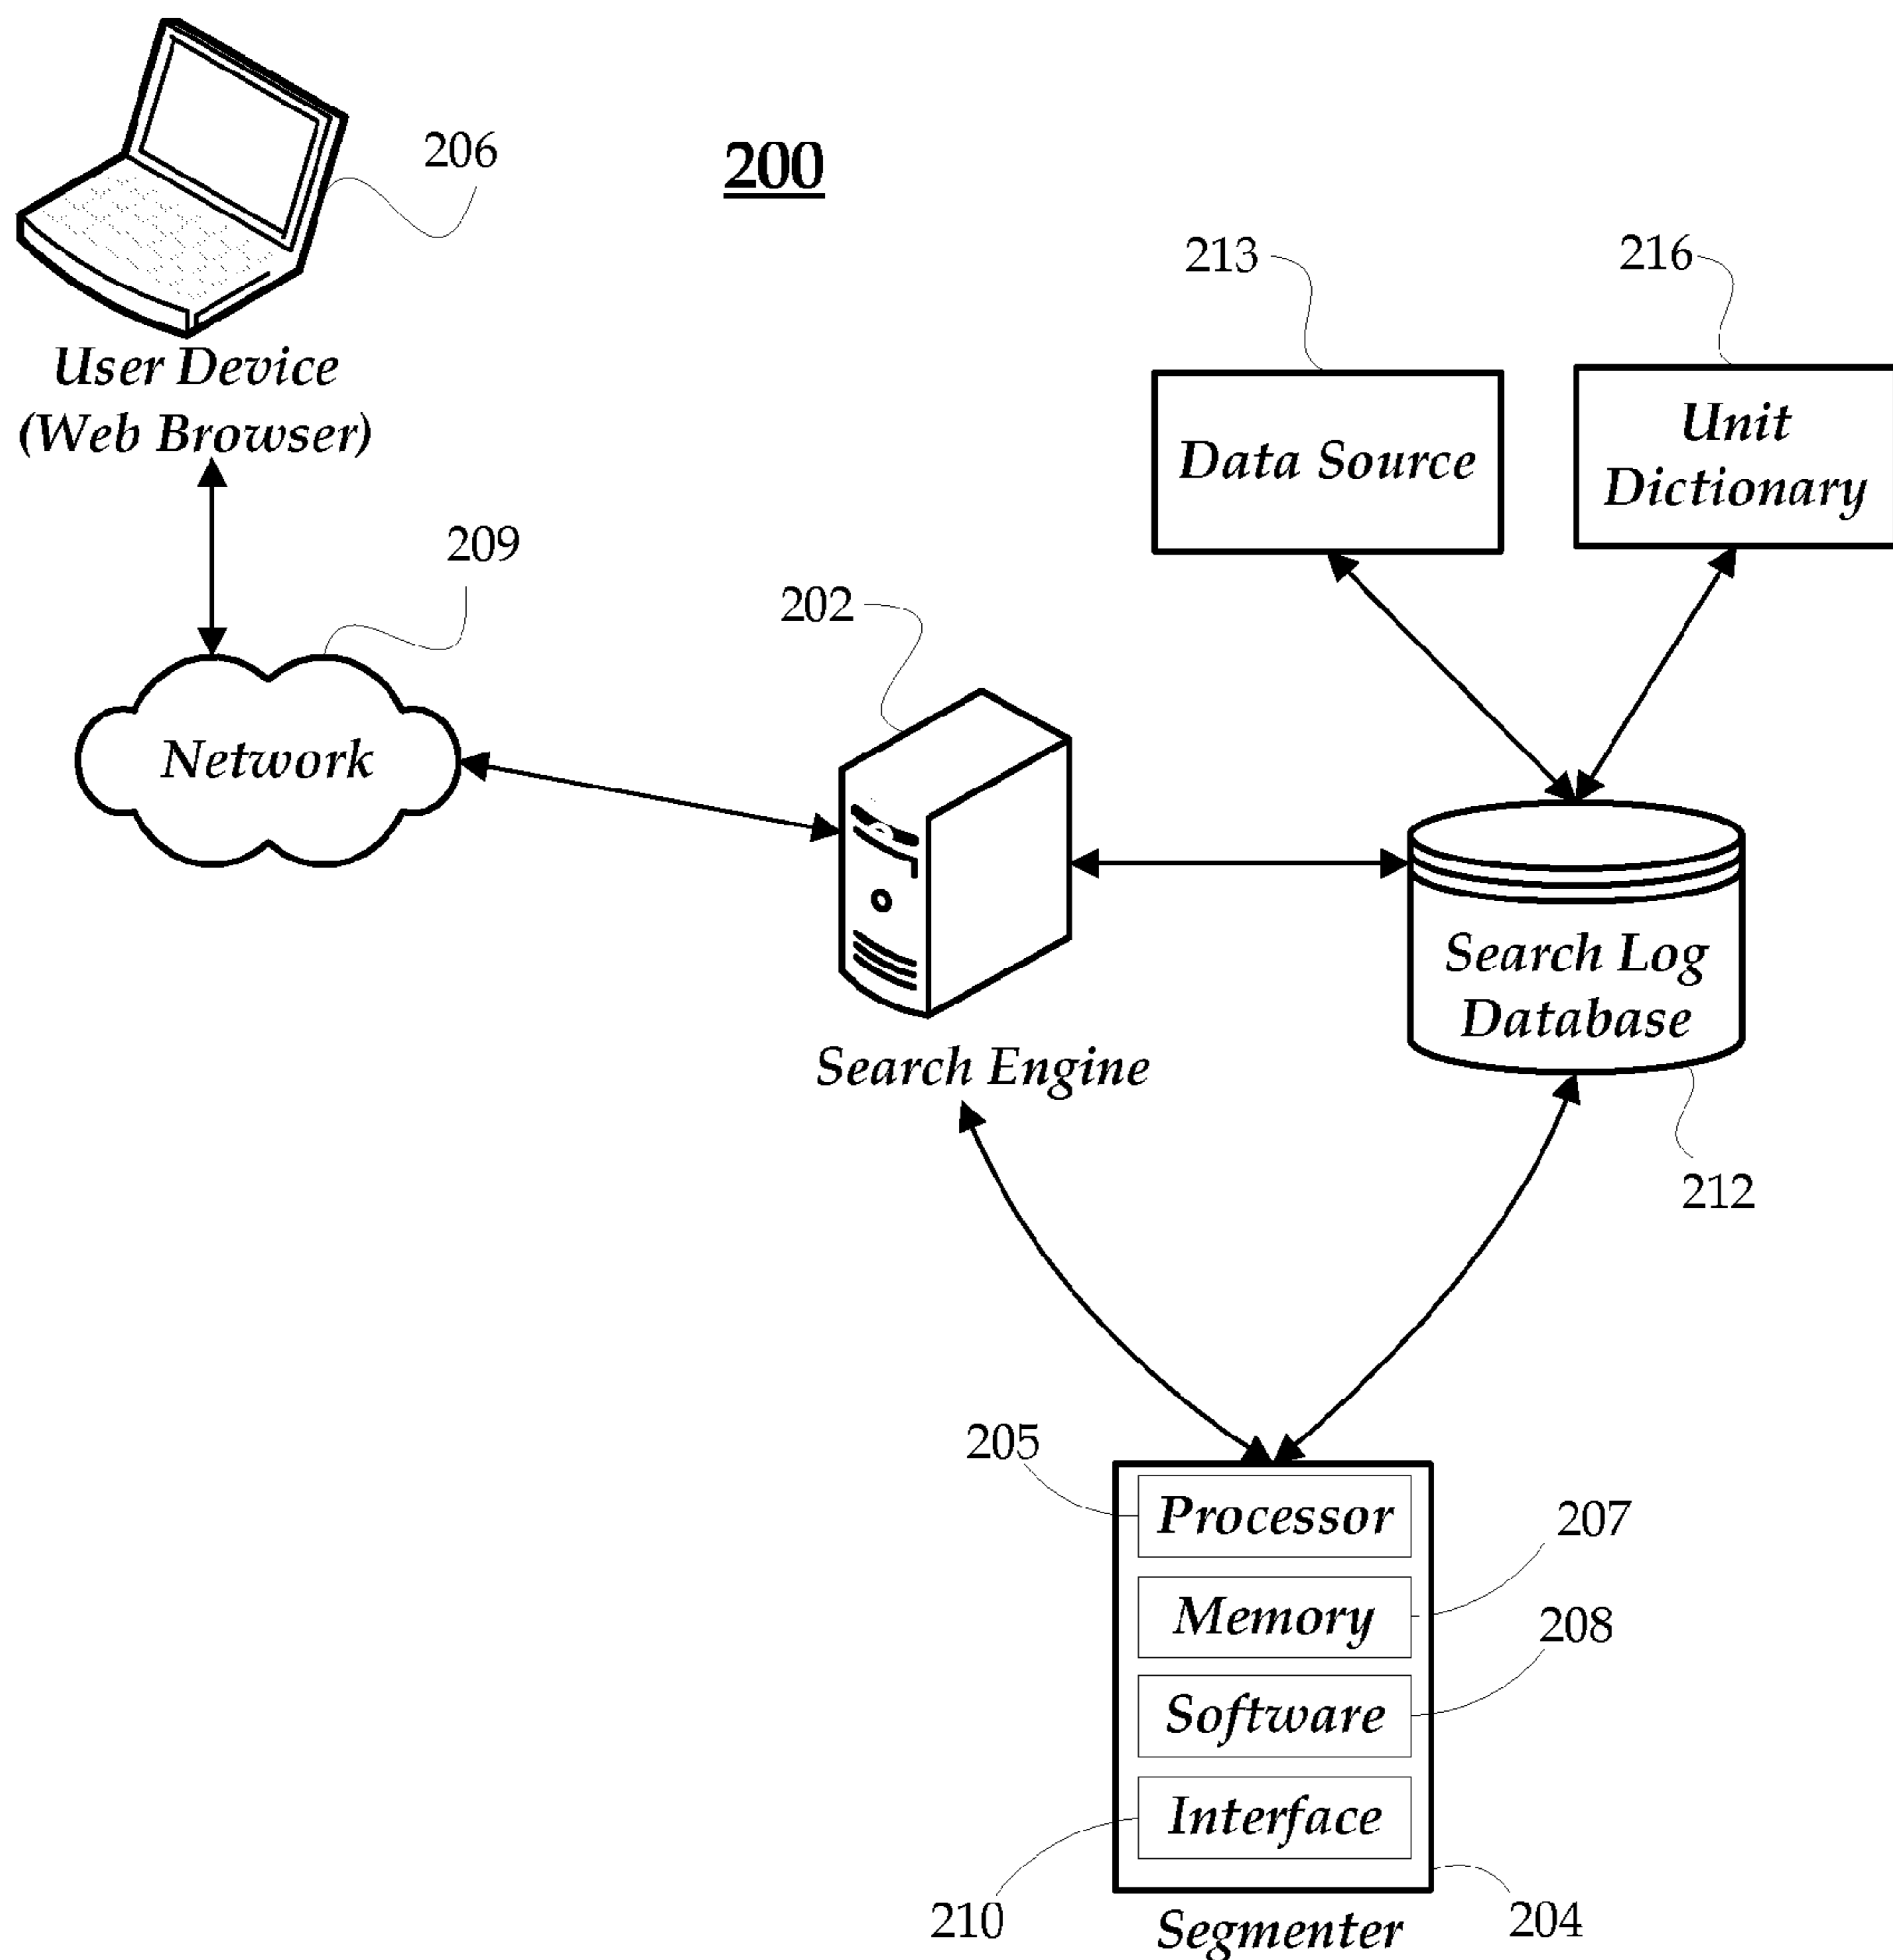 206
200
213
216
User Device
(Web Browser)
Data Source
Unit
Dictionary
209
202
Network
Search Log
Database
Search Engine
212
205
Processor
207
Memory
208
Software
Interface
210
204
Segmenter